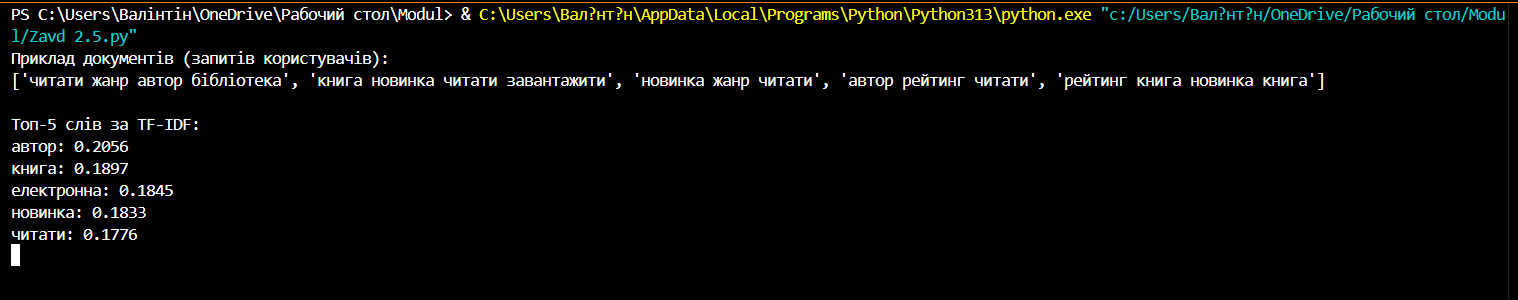 PS C:\Users\Валінтін\OneDrive\Рабочий стол\Modul> & C:\Users\Вал?нт?н\AppData\Local\Programs\Python\Python313\python.exe "c:/Users/Вал?нт?н/OneDrive/Рабочий стол/Modu
l/Zavd 2.5.py"
Приклад документів (запитів користувачів):
['читати жанр автор бібліотека', 'книга новинка читати завантажити', 'новинка жанр читати', 'автор рейтинг читати', 'рейтинг книга новинка книга']
Топ-5 слів за TF-IDF:
автор: 0.2056
книга: 0.1897
електронна: 0.1845
новинка: 0.1833
читати: 0.1776